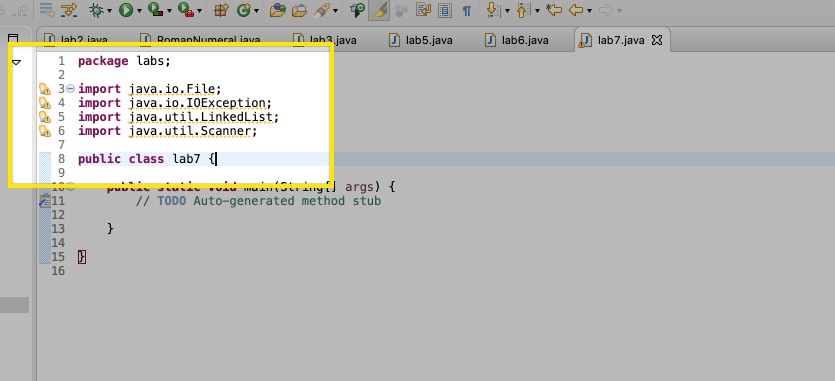 lab2.java RomanNumeral.java lab3.java lab5.java lab6.java lab7.java
1 package labs;
2
3 import java.io.File;
4 import java.io.IOException;
5 import java.util.LinkedList;
6 import java.util.Scanner;
7
8 public class lab7 {
9
10 public static void main(String[] args) {
11 // TODO Auto-generated method stub
12
13 }
14
15 }
16